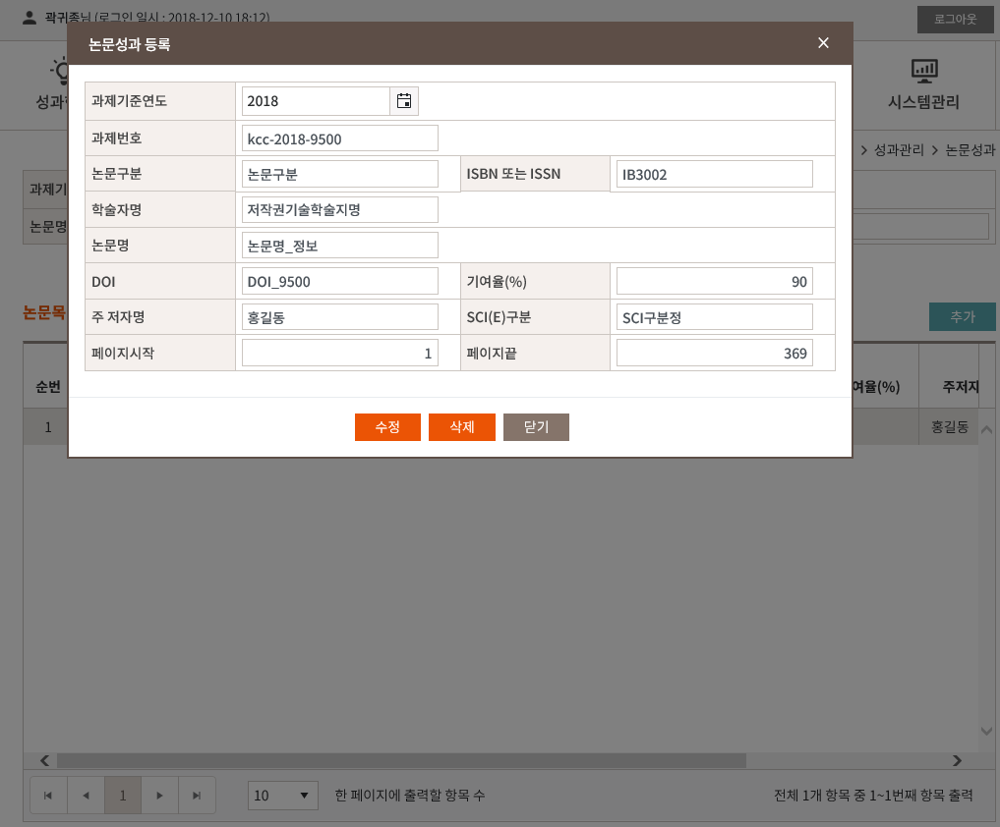 곽귀종님 (로그인 일시 : 2018-12-10 18:12)
로그아웃
논문성과 등록
시스템관리
성과관리
논문성과
과제기준연도 2018
과제번호 kcc-2018-9500
논문구분 논문구분 ISBN 또는 ISSN IB3002
학술자명 저작권기술학술지명
논문명 논문명_정보
DOI DOI_9500 기여율(%) 90
주 저자명 홍길동 SCI(E)구분 SCI구분정
페이지시작 1 페이지끝 369
수정 삭제 닫기
과제기
논문명
논문목
추가
순번 여율(%) 주저자
1 홍길동
1 10 한 페이지에 출력할 항목 수 전체 1개 항목 중 1~1번째 항목 출력